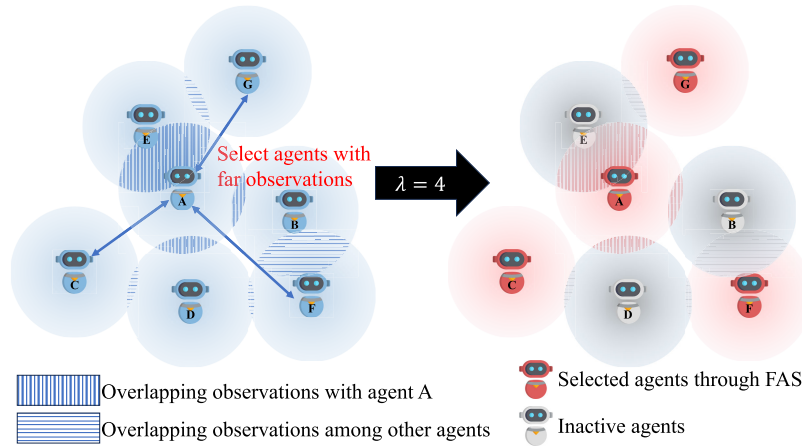 G
E
Select agents with
far observations
A
B
C
D
F
λ = 4
G
E
A
B
C
D
F
Overlapping observations with agent A
Overlapping observations among other agents
Selected agents through FAS
Inactive agents